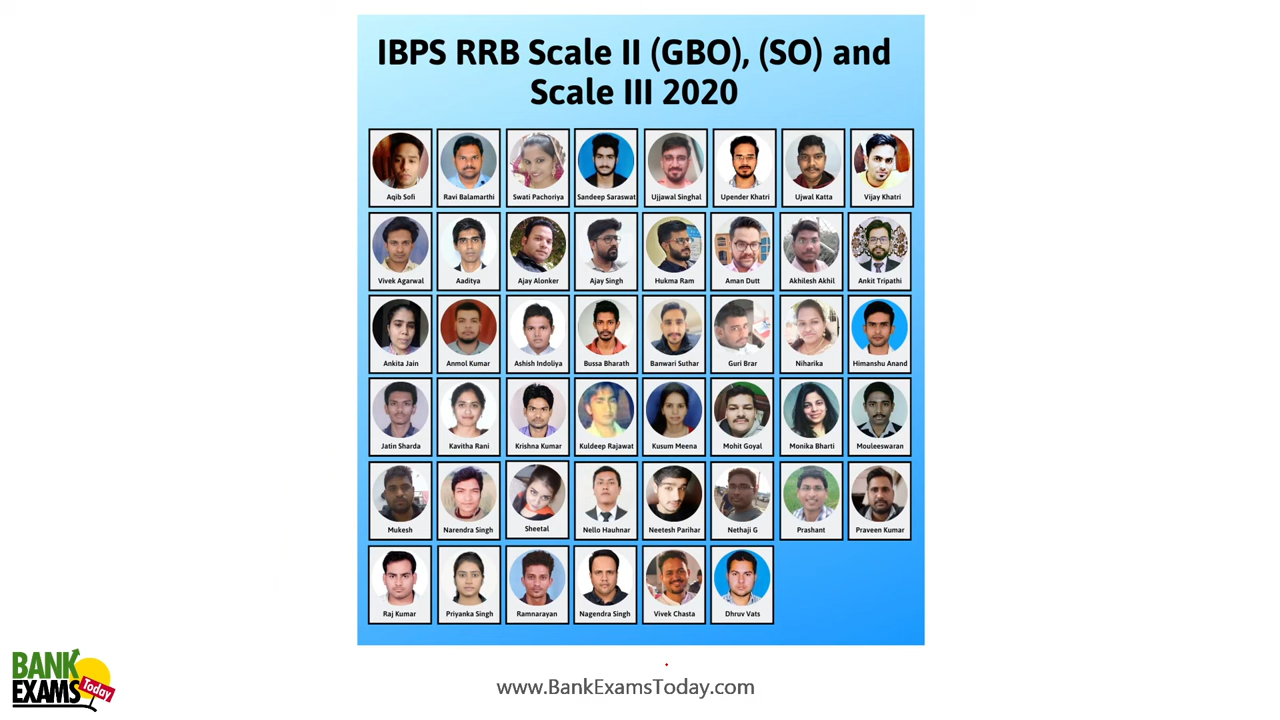 IBPS RRB Scale II (GBO), (SO) and
Scale III 2020
Aqib Sofi
Ravi Balamarthi
Swati Pachoriya
Sandeep Saraswat
Ujjawal Singhal
Upender Khatri
Ujwal Katta
Vijay Khatri
Vivek Agarwal
Aaditya
Ajay Alonker
Ajay Singh
Hukma Ram
Aman Dutt
Akhilesh Akhil
Ankit Tripathi
Ankita Jain
Anmol Kumar
Ashish Indoliya
Bussa Bharath
Banwari Suthar
Guri Brar
Niharika
Himanshu Anand
Jatin Sharda
Kavitha Rani
Krishna Kumar
Kuldeep Rajawat
Kusum Meena
Mohit Goyal
Monika Bharti
Mouleeswaran
Mukesh
Narendra Singh
Sheetal
Nello Hauhnar
Neetesh Parihar
Nethaji G
Prashant
Praveen Kumar
Raj Kumar
Priyanka Singh
Ramnarayan
Nagendra Singh
Vivek Chasta
Dhruv Vats
BANK
EXAMS
Today
www.BankExamsToday.com